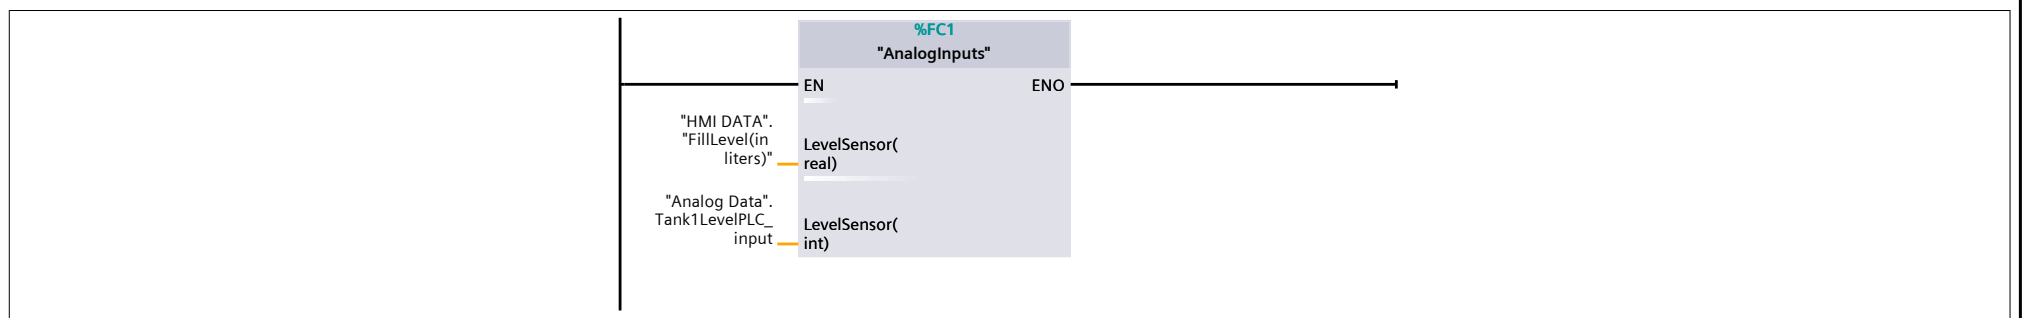 %FC1
"AnalogInputs"
EN
ENO
"HMI DATA".
"FillLevel(in
liters)"
LevelSensor(
real)
"Analog Data".
Tank1LevelPLC_
input
LevelSensor(
int)